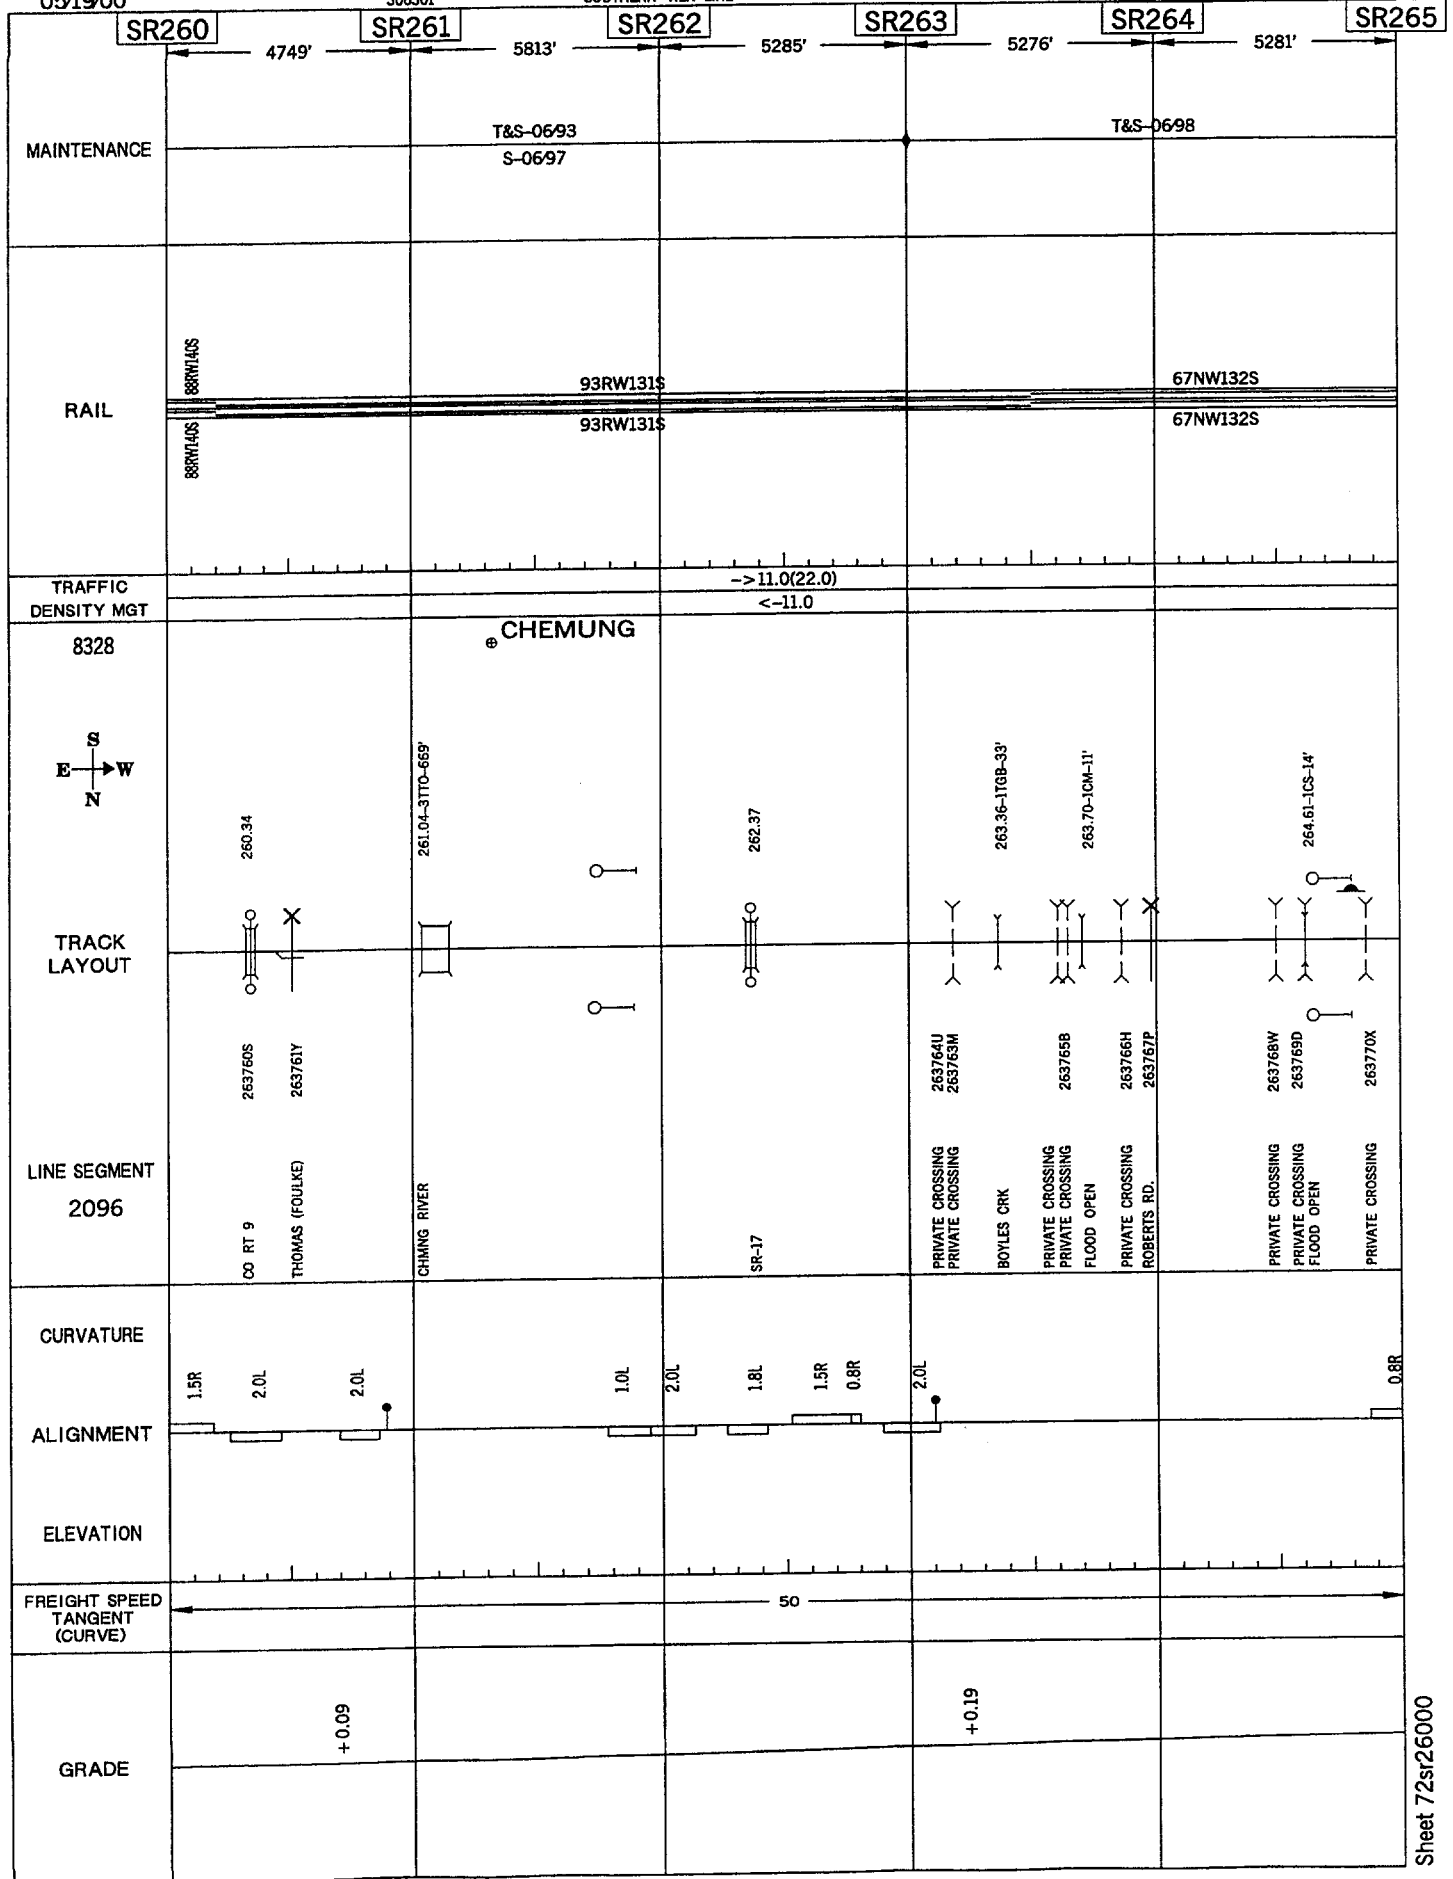 05/19/00
SR260 SR261 SR262 SR263 SR264 SR265
4749' 5813' 5285' 5276' 5281'
MAINTENANCE
T&S-06/93
S-06/97
T&S-06/98
RAIL
88RW140S
88RW140S
93RW131S
93RW131S
67NW132S
67NW132S
TRAFFIC
DENSITY MGT
->11.0(22.0)
<-11.0
8328
CHEMUNG
S
E W
N
260.34
261.04-3TTO-669'
262.37
263.36-1TGB-33'
263.70-1CM-11'
264.61-1CS-14'
TRACK
LAYOUT
263760S
263761Y
263764U
263763M
263765B
263766H
263767P
263768W
263769D
263770X
LINE SEGMENT
2096
CO RT 9
THOMAS (FOULKE)
CHMNG RIVER
SR-17
PRIVATE CROSSING
PRIVATE CROSSING
BOYLES CRK
PRIVATE CROSSING
PRIVATE CROSSING
FLOOD OPEN
PRIVATE CROSSING
ROBERTS RD.
PRIVATE CROSSING
PRIVATE CROSSING
FLOOD OPEN
PRIVATE CROSSING
CURVATURE
1.5R
2.0L
2.0L
1.0L
2.0L
1.8L
1.5R
0.8R
2.0L
0.8R
ALIGNMENT
ELEVATION
FREIGHT SPEED
TANGENT
(CURVE)
50
GRADE
+0.09
+0.19
Sheet 72sr26000